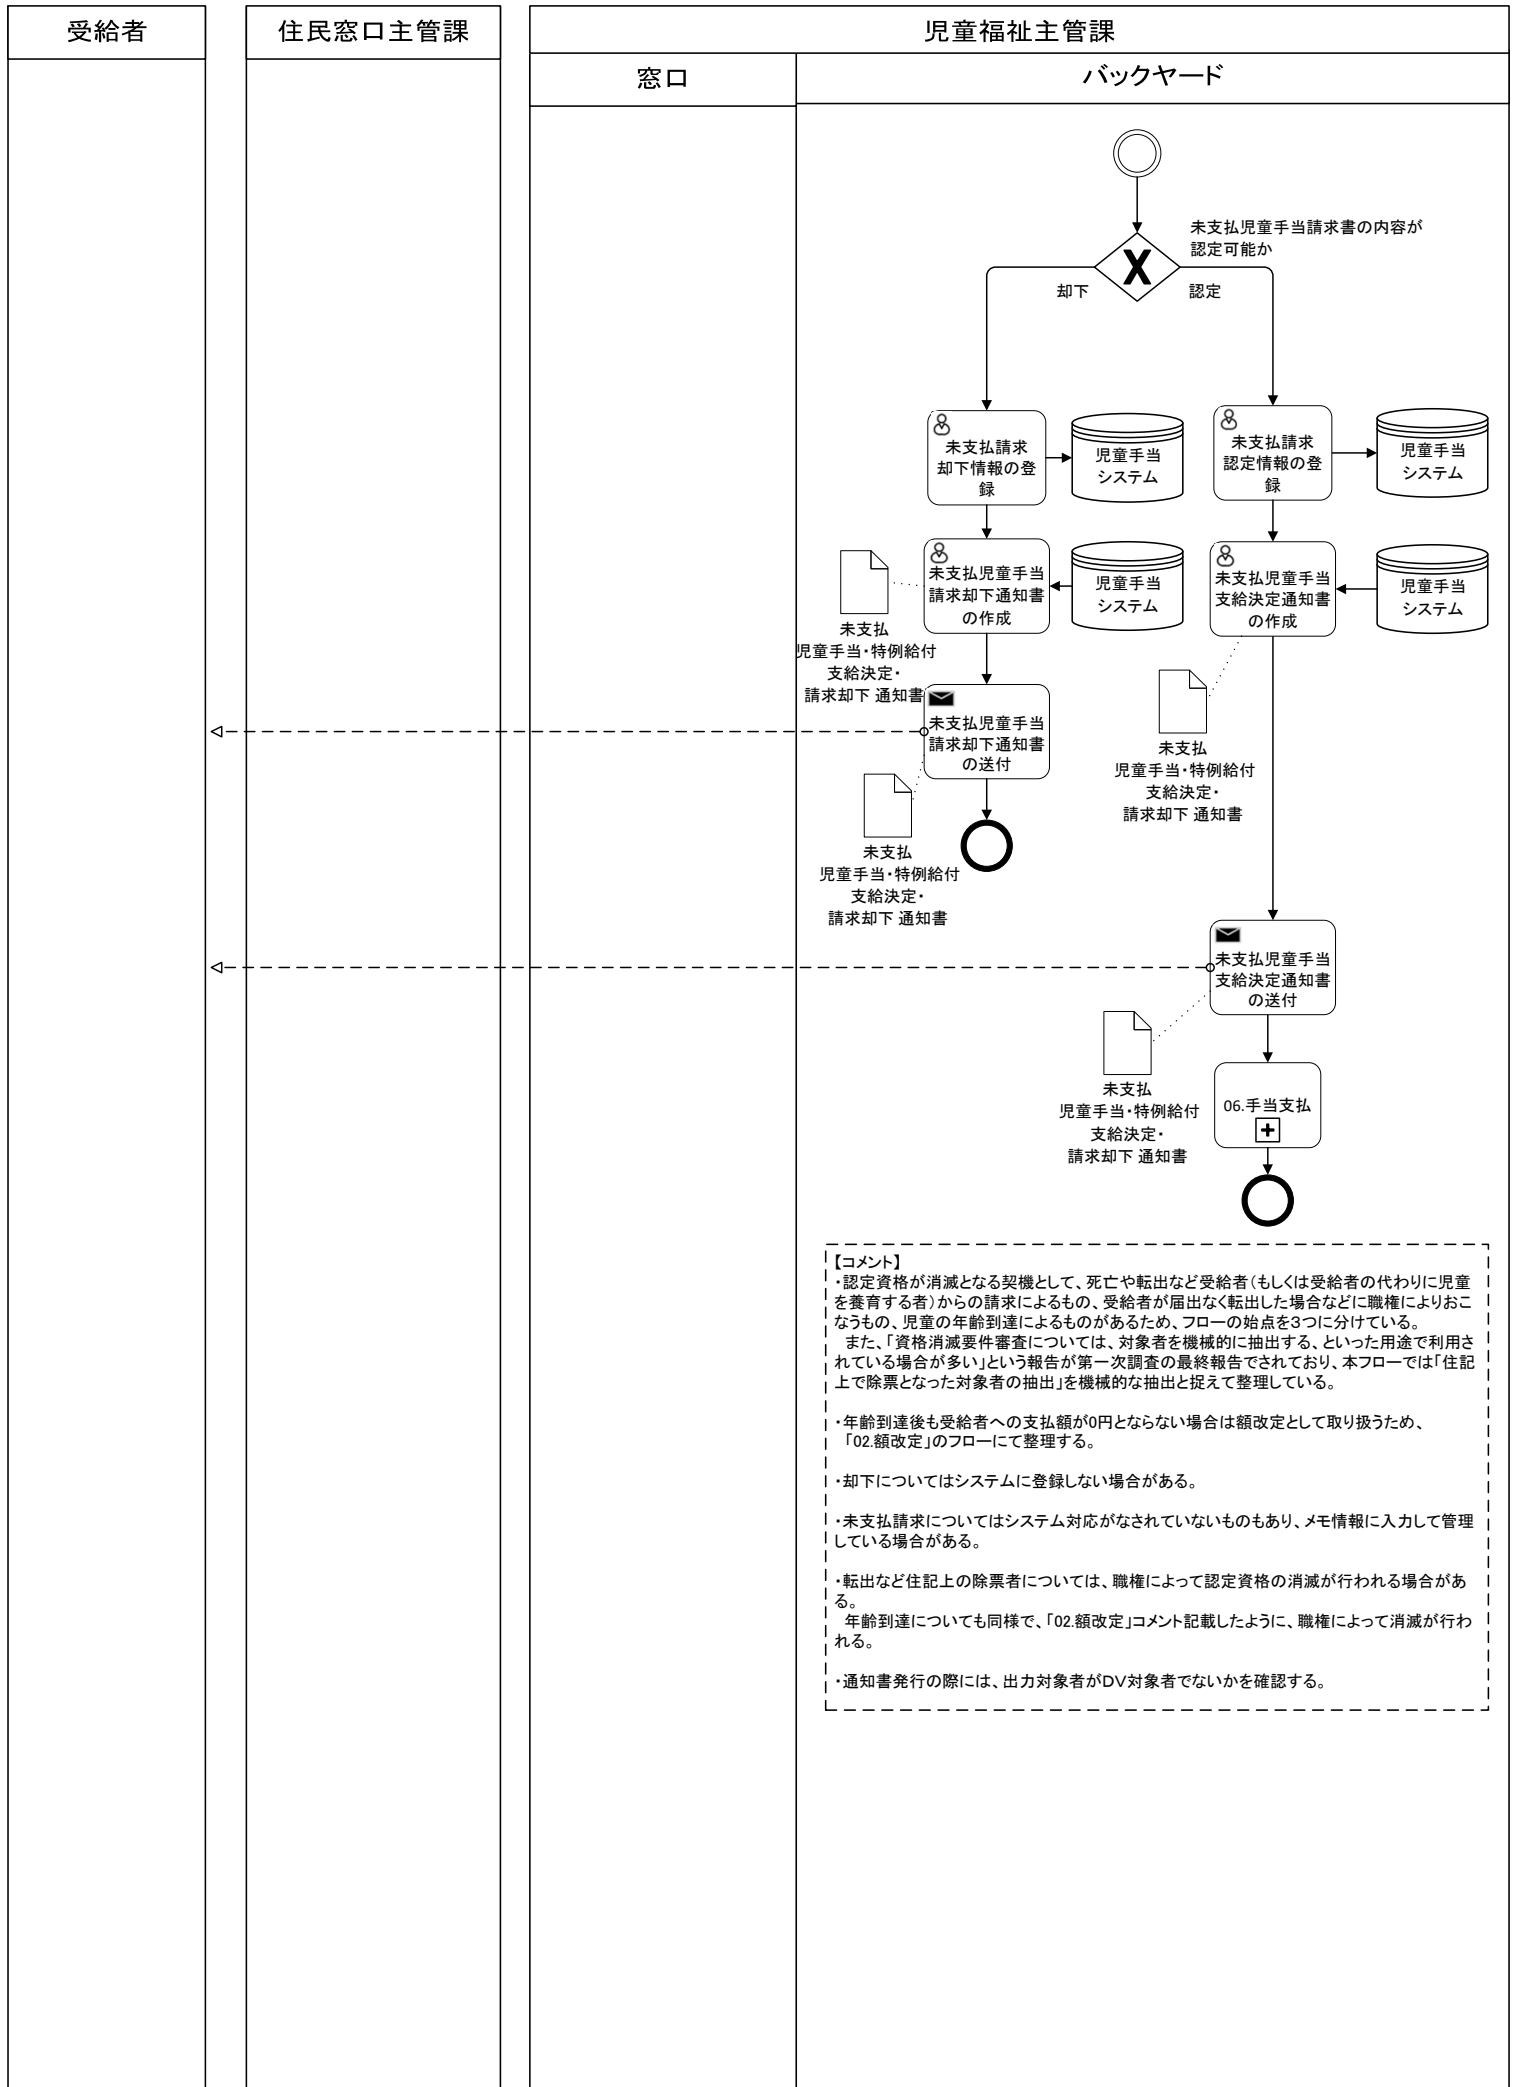 受給者
住民窓口主管課
児童福祉主管課
窓口
バックヤード
未支払児童手当請求書の内容が
認定可能か
却下
認定
未支払請求
却下情報の登
録
児童手当
システム
未支払請求
認定情報の登
録
児童手当
システム
未支払児童手当
請求却下通知書
の作成
児童手当
システム
未支払児童手当
支給決定通知書
の作成
児童手当
システム
未支払
児童手当・特例給付
支給決定・
請求却下 通知書
未支払児童手当
請求却下通知書
の送付
未支払
児童手当・特例給付
支給決定・
請求却下 通知書
未支払
児童手当・特例給付
支給決定・
請求却下 通知書
未支払児童手当
支給決定通知書
の送付
未支払
児童手当・特例給付
支給決定・
請求却下 通知書
06.手当支払
【コメント】
・認定資格が消滅となる契機として、死亡や転出など受給者（もしくは受給者の代わりに児童
を養育する者）からの請求によるもの、受給者が届出なく転出した場合などに職権によりおこ
なうもの、児童の年齢到達によるものがあるため、フローの始点を３つに分けている。
　また、「資格消滅要件審査については、対象者を機械的に抽出する、といった用途で利用さ
れている場合が多い」という報告が第一次調査の最終報告でされており、本フローでは「住記
上で除票となった対象者の抽出」を機械的な抽出と捉えて整理している。
・年齢到達後も受給者への支払額が0円とならない場合は額改定として取り扱うため、
「02.額改定」のフローにて整理する。
・却下についてはシステムに登録しない場合がある。
・未支払請求についてはシステム対応がなされていないものもあり、メモ情報に入力して管理
している場合がある。
・転出など住記上の除票者については、職権によって認定資格の消滅が行われる場合があ
る。
　年齢到達についても同様で、「02.額改定」コメント記載したように、職権によって消滅が行わ
れる。
・通知書発行の際には、出力対象者がＤＶ対象者でないかを確認する。